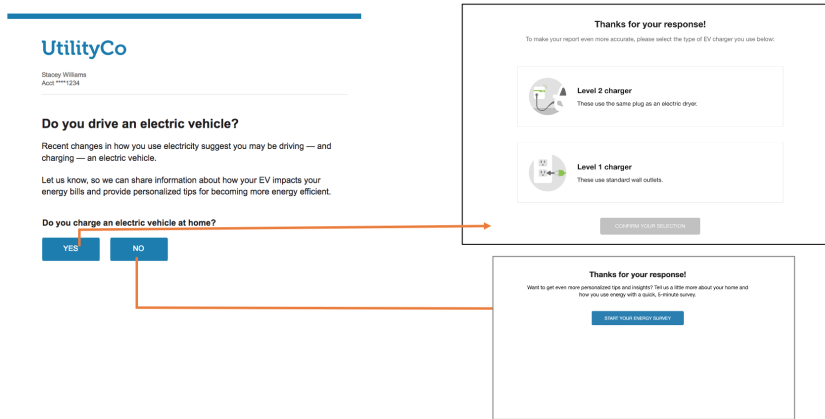 UtilityCo
Stacey Williams
Acct ****1234
Do you drive an electric vehicle?
Recent changes in how you use electricity suggest you may be driving — and
charging — an electric vehicle.
Let us know, so we can share information about how your EV impacts your
energy bills and provide personalized tips for becoming more energy efficient.
Do you charge an electric vehicle at home?
YES
NO
Thanks for your response!
To make your report even more accurate, please select the type of EV charger you use below:
Level 2 charger
These use the same plug as an electric dryer.
Level 1 charger
These use standard wall outlets.
CONFIRM YOUR SELECTION
Thanks for your response!
Want to get even more personalized tips and insights? Tell us a little more about your home and
how you use energy with a quick, 5-minute survey.
START YOUR ENERGY SURVEY